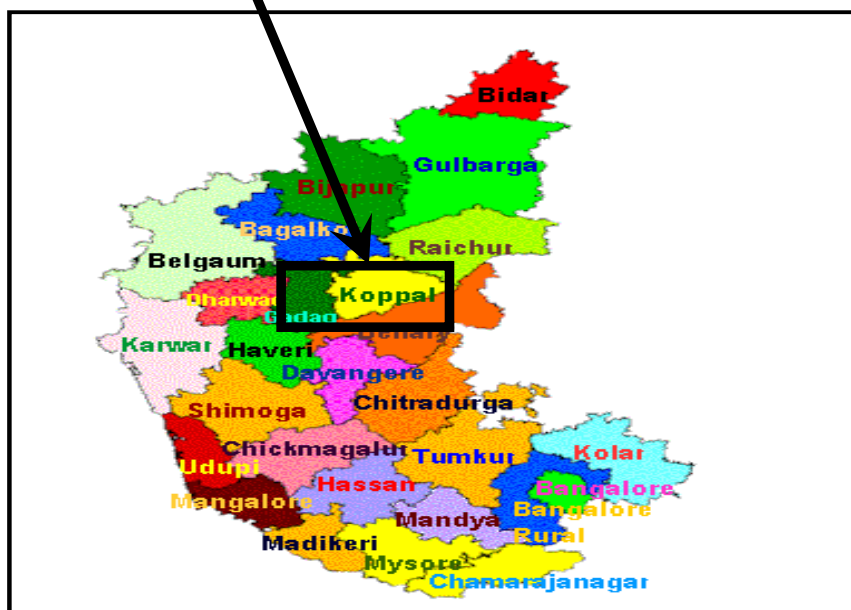 Bidar
Gulbarga
Bijapur
Bagalko
Raichur
Belgaum
Koppal
Dharwad
Gadag
Karwar
Haveri
Davangere
Chitradurga
Shimoga
Chickmagalur
Kolar
Udupi
Tumkur
Hassan
Bangalore
Mangalore
Bangalore
Rural
Mandya
Madikeri
Mysore
Chamarajanagar